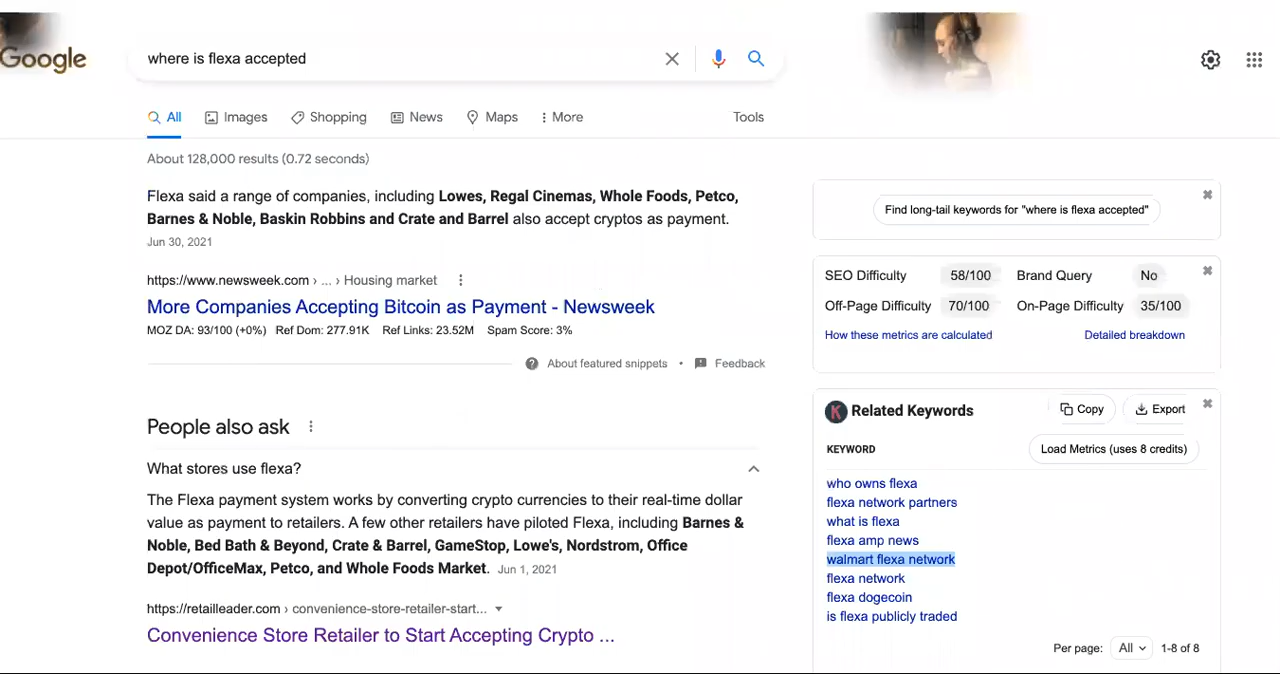 Google
where is flexa accepted
All Images Shopping News Maps More Tools
About 128,000 results (0.72 seconds)
Flexa said a range of companies, including Lowes, Regal Cinemas, Whole Foods, Petco,
Barnes & Noble, Baskin Robbins and Crate and Barrel also accept cryptos as payment.
Jun 30, 2021
https://www.newsweek.com › ... › Housing market
More Companies Accepting Bitcoin as Payment - Newsweek
MOZ DA: 93/100 (+0%) Ref Dom: 277.91K Ref Links: 23.52M Spam Score: 3%
About featured snippets • Feedback
People also ask
What stores use flexa?
The Flexa payment system works by converting crypto currencies to their real-time dollar
value as payment to retailers. A few other retailers have piloted Flexa, including Barnes &
Noble, Bed Bath & Beyond, Crate & Barrel, GameStop, Lowe's, Nordstrom, Office
Depot/OfficeMax, Petco, and Whole Foods Market. Jun 1, 2021
https://retailleader.com › convenience-store-retailer-start...
Convenience Store Retailer to Start Accepting Crypto ...
Find long-tail keywords for "where is flexa accepted"
SEO Difficulty 58/100 Brand Query No
Off-Page Difficulty 70/100 On-Page Difficulty 35/100
How these metrics are calculated Detailed breakdown
K Related Keywords Copy Export
KEYWORD Load Metrics (uses 8 credits)
who owns flexa
flexa network partners
what is flexa
flexa amp news
walmart flexa network
flexa network
flexa dogecoin
is flexa publicly traded
Per page: All 1-8 of 8